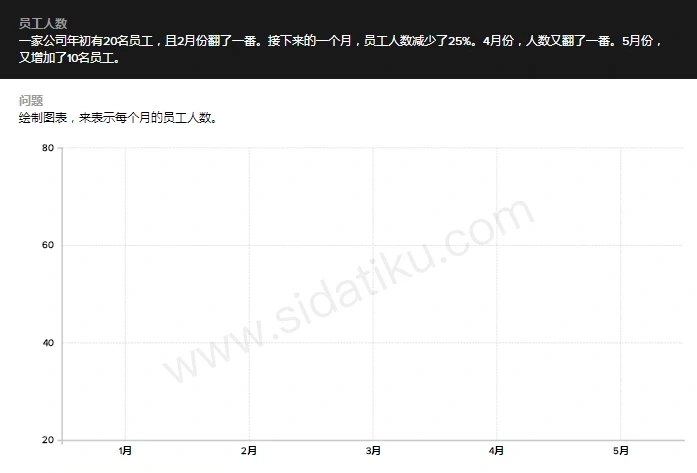 员工人数
一家公司年初有20名员工，且2月份翻了一番。接下来的一个月，员工人数减少了25%。4月份，人数又翻了一番。5月份，
又增加了10名员工。
问题
绘制图表，来表示每个月的员工人数。
80
60
www.sidatiku.com
40
20
1月 2月 3月 4月 5月